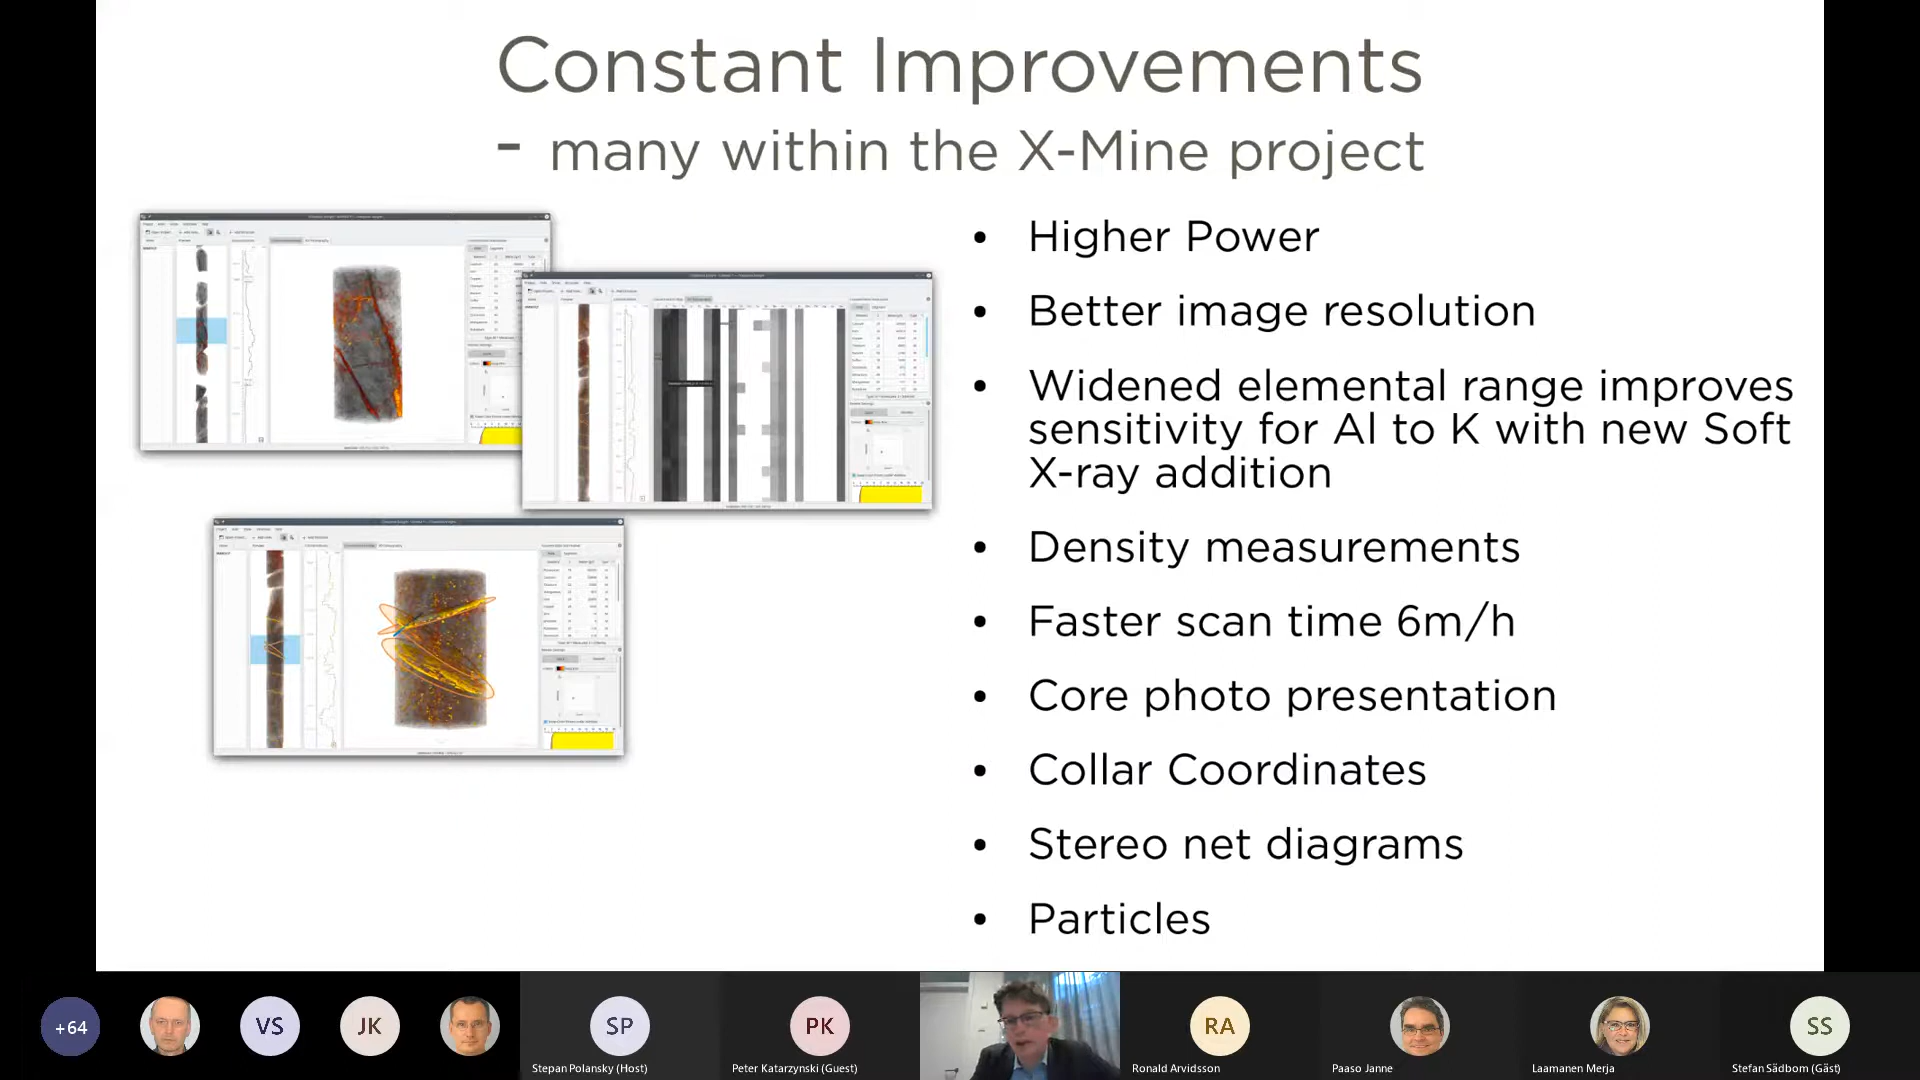 Constant Improvements
- many within the X-Mine project
• Higher Power
• Better image resolution
• Widened elemental range improves
sensitivity for Al to K with new Soft
X-ray addition
• Density measurements
• Faster scan time 6m/h
• Core photo presentation
• Collar Coordinates
• Stereo net diagrams
• Particles
+64
VS
JK
SP
PK
RA
SS
Stepan Polansky (Host)
Peter Katarzynski (Guest)
Ronald Arvidsson
Paaso Janne
Laamanen Merja
Stefan Sädbom (Gäst)